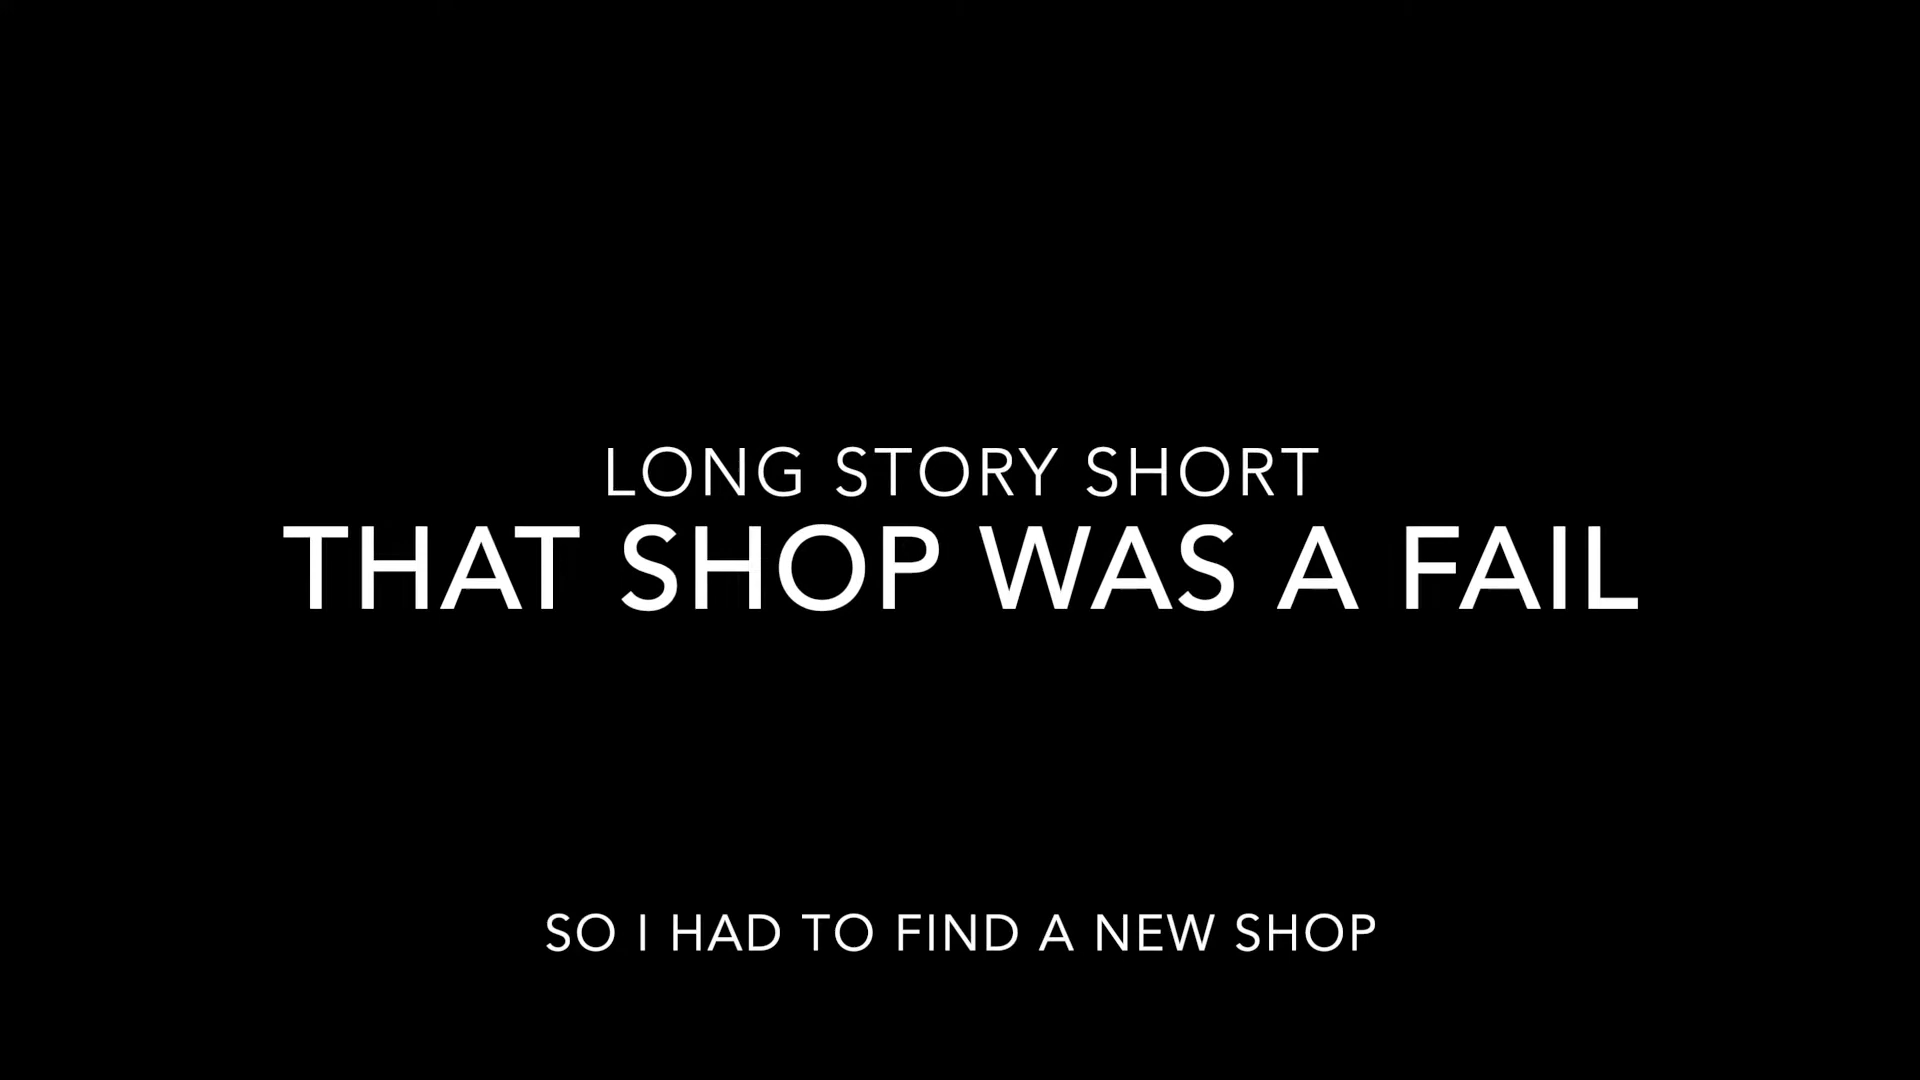 LONG STORY SHORT
THAT SHOP WAS A FAIL
SO I HAD TO FIND A NEW SHOP